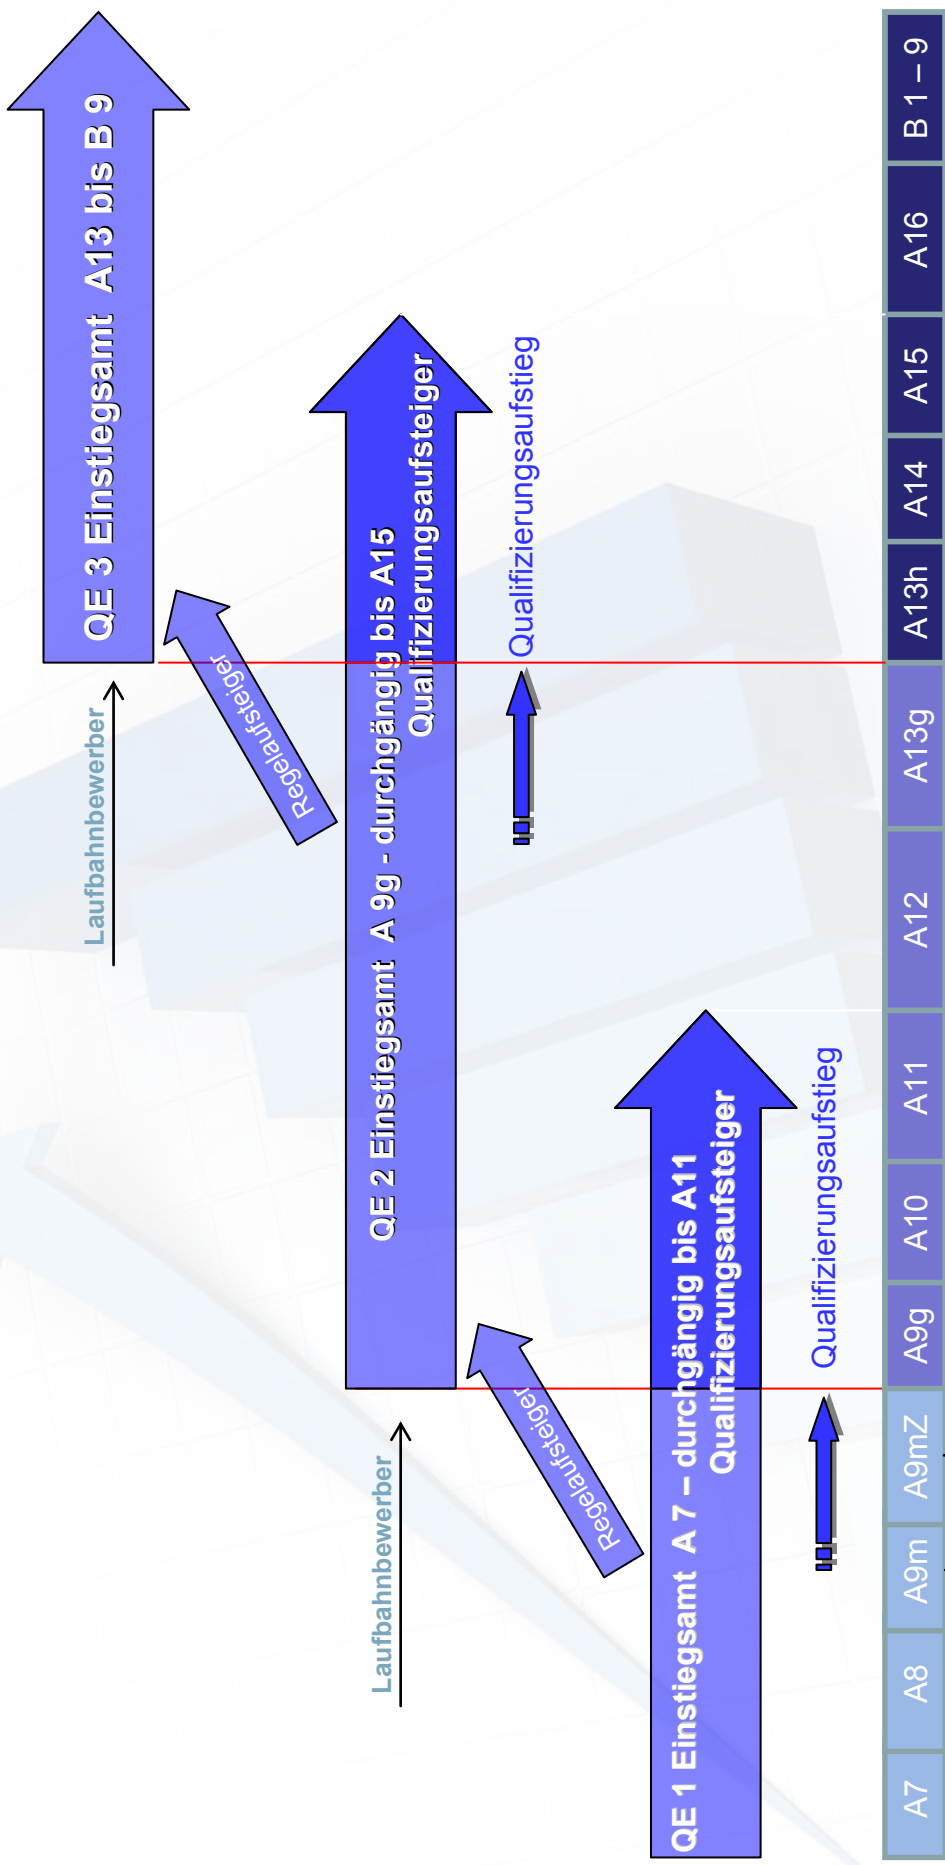 QE 3 Einstiegsamt A13 bis B 9
Laufbahnbewerber
Regelaufsteiger
QE 2 Einstiegsamt A 9g - durchgängig bis A15
Qualifizierungsaufsteiger
Qualifizierungsaufstieg
Laufbahnbewerber
Regelaufsteiger
QE 1 Einstiegsamt A 7 – durchgängig bis A11
Qualifizierungsaufsteiger
Qualifizierungsaufstieg
A7
A8
A9m
A9mZ
A9g
A10
A11
A12
A13g
A13h
A14
A15
A16
B 1 – 9